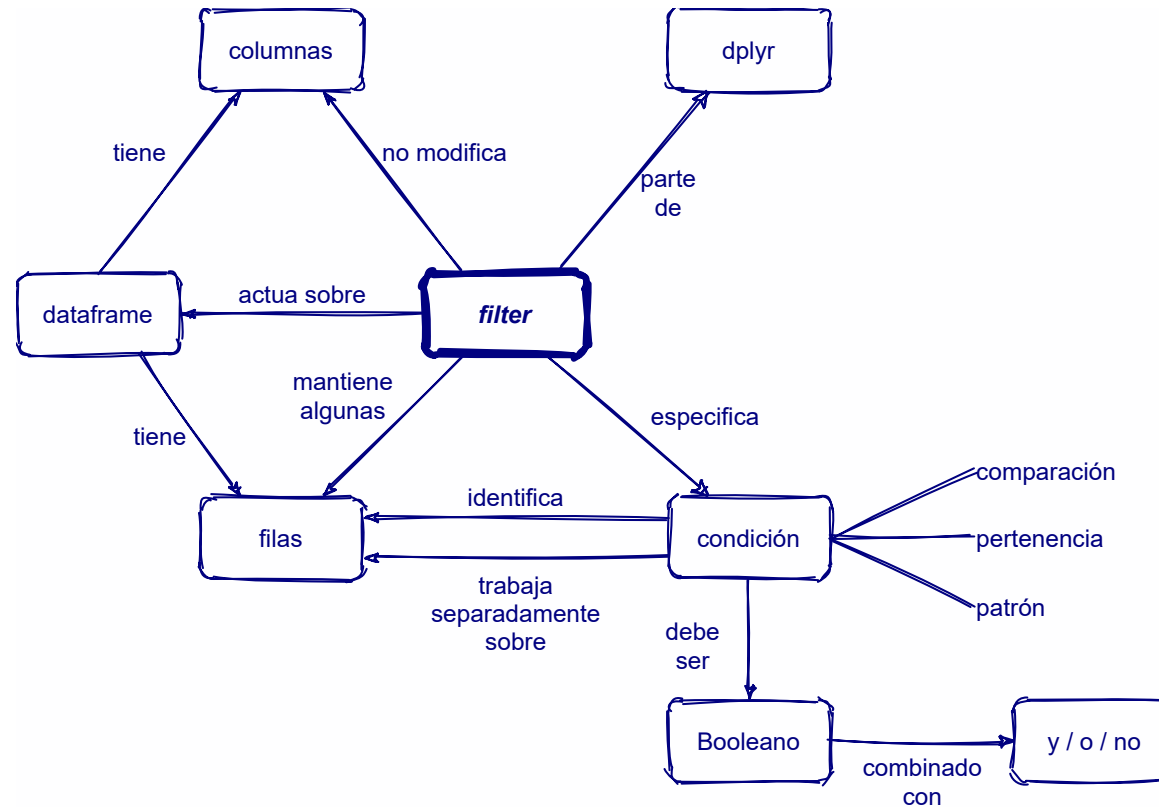 columnas
dplyr
tiene
no modifica
parte
de
dataframe
actua sobre
filter
mantiene
algunas
especifica
tiene
identifica
comparación
filas
condición
pertenencia
trabaja
separadamente
sobre
patrón
debe
ser
Booleano
y / o / no
combinado
con